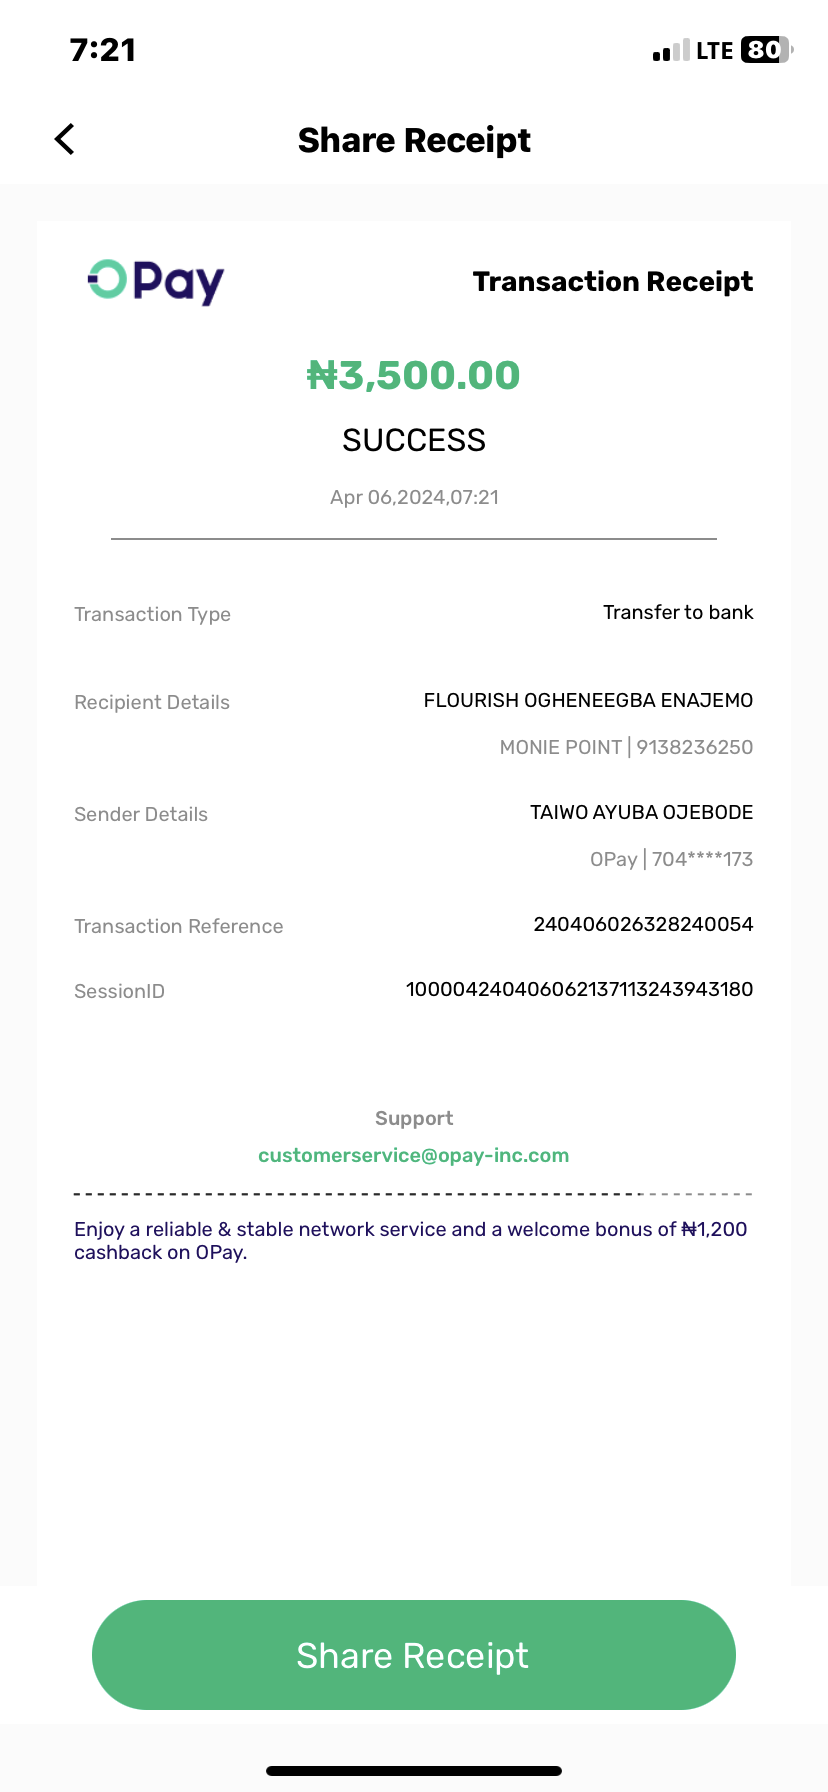 7:21
LTE 80
Share Receipt
OPay
Transaction Receipt
₦3,500.00
SUCCESS
Apr 06,2024,07:21
Transaction Type Transfer to bank
Recipient Details FLOURISH OGHENEEGBA ENAJEMO
MONIE POINT | 9138236250
Sender Details TAIWO AYUBA OJEBODE
OPay | 704****173
Transaction Reference 240406026328240054
SessionID 100004240406062137113243943180
Support
customerservice@opay-inc.com
Enjoy a reliable & stable network service and a welcome bonus of ₦1,200
cashback on OPay.
Share Receipt